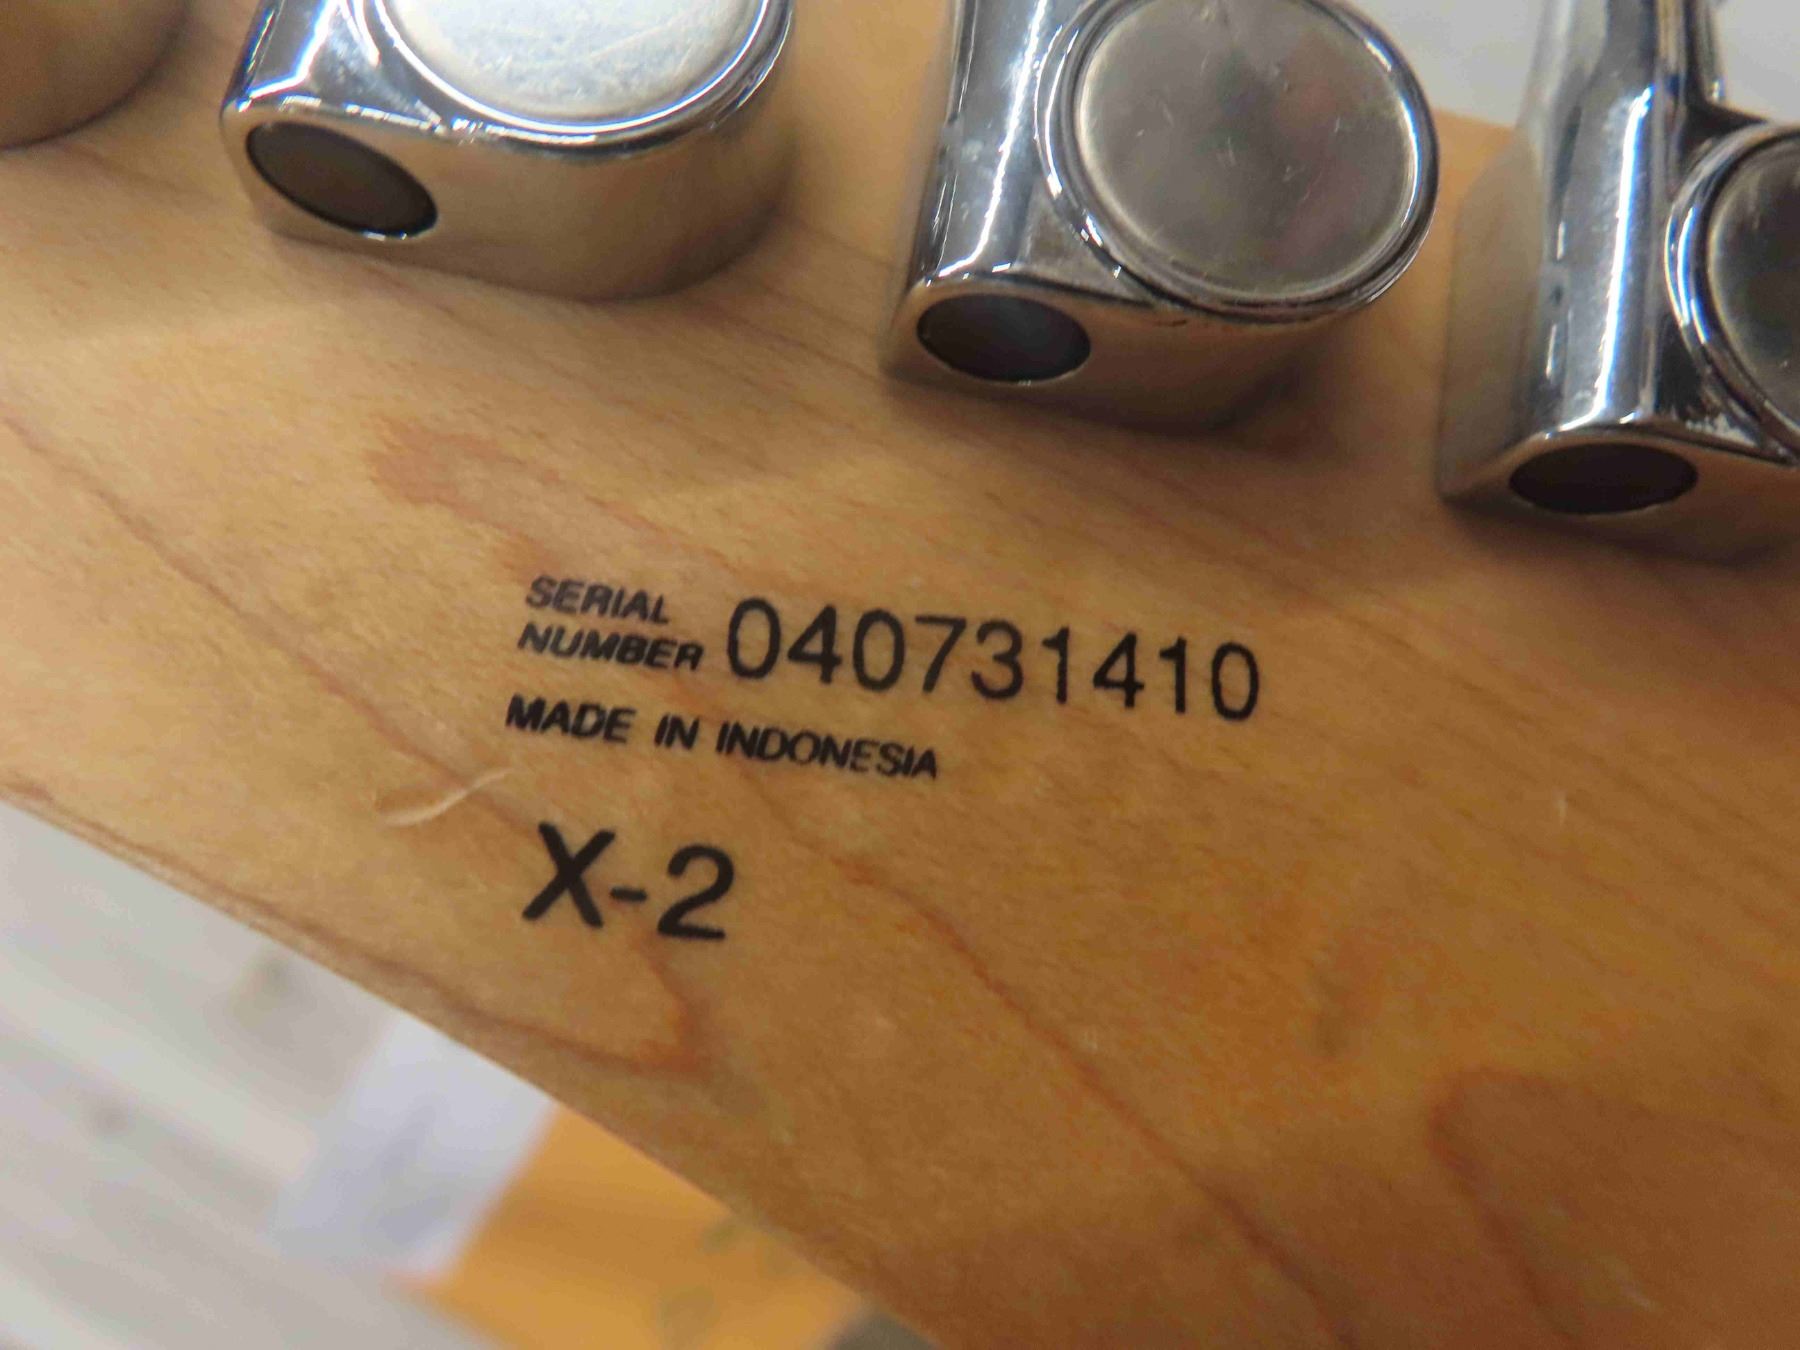 SERIAL
NUMBER 040731410
MADE IN INDONESIA
X-2